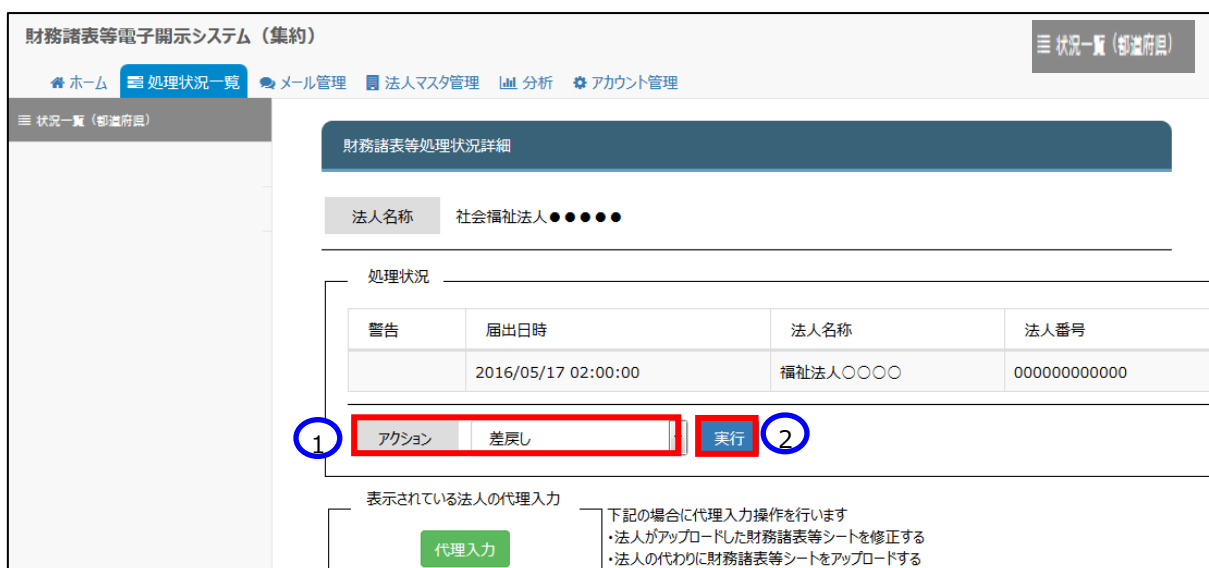 財務諸表等電子開示システム（集約）
状況一覧（都道府県）
ホーム 処理状況一覧 メール管理 法人マスタ管理 分析 アカウント管理
状況一覧（都道府県）
財務諸表等処理状況詳細
法人名称 社会福祉法人●●●●●
処理状況
警告 届出日時 法人名称 法人番号
2016/05/17 02:00:00 福祉法人○○○○ 000000000000
1 アクション 差戻し 実行 2
表示されている法人の代理入力
代理入力
下記の場合に代理入力操作を行います
・法人がアップロードした財務諸表等シートを修正する
・法人の代わりに財務諸表等シートをアップロードする